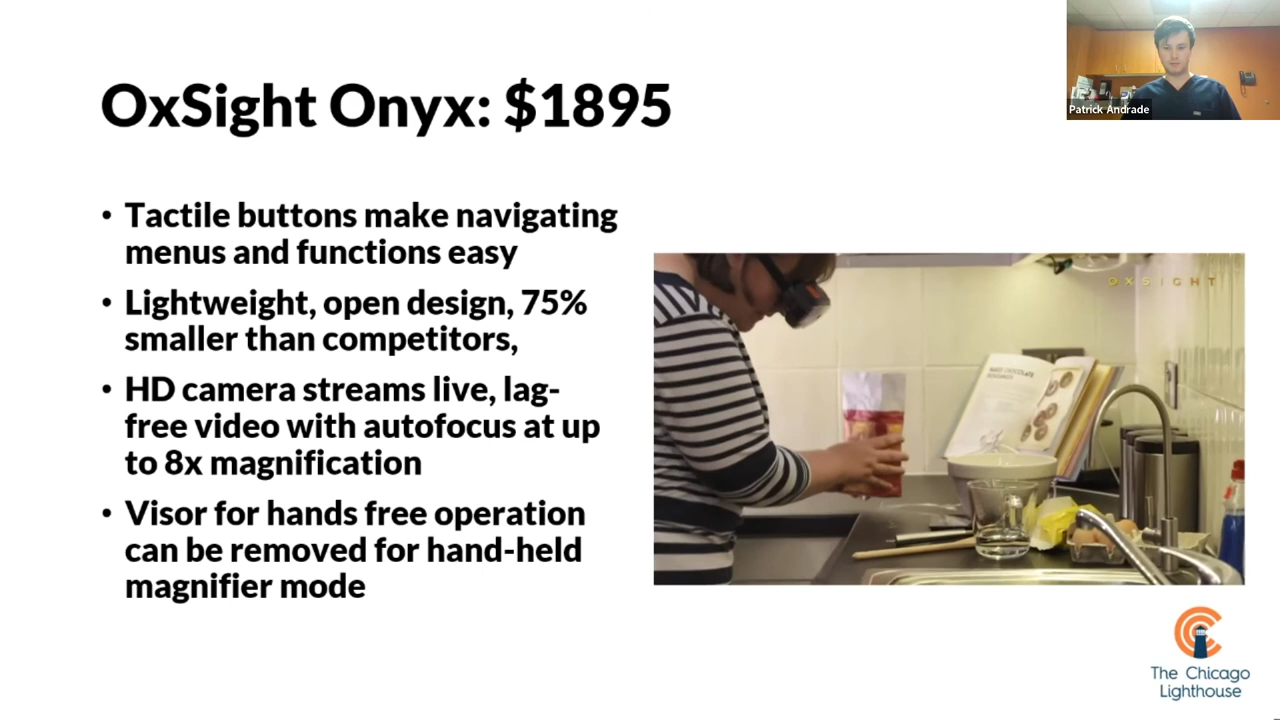 OxSight Onyx: $1895
Patrick Andrade
• Tactile buttons make navigating
menus and functions easy
• Lightweight, open design, 75%
smaller than competitors,
• HD camera streams live, lag-
free video with autofocus at up
to 8x magnification
• Visor for hands free operation
can be removed for hand-held
magnifier mode
OXSIGHT
The Chicago
Lighthouse